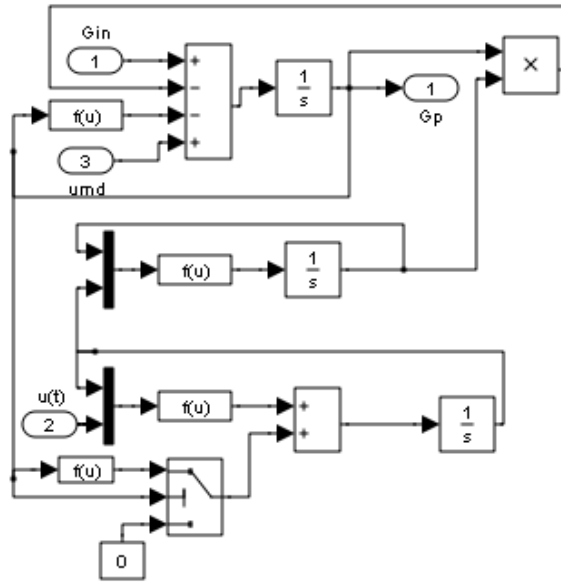 Gin
1
+
−
−
+
f(u)
3
umd
1
s
1
Gp
×
f(u)
1
s
u(t)
2
f(u)
+
+
1
s
f(u)
0